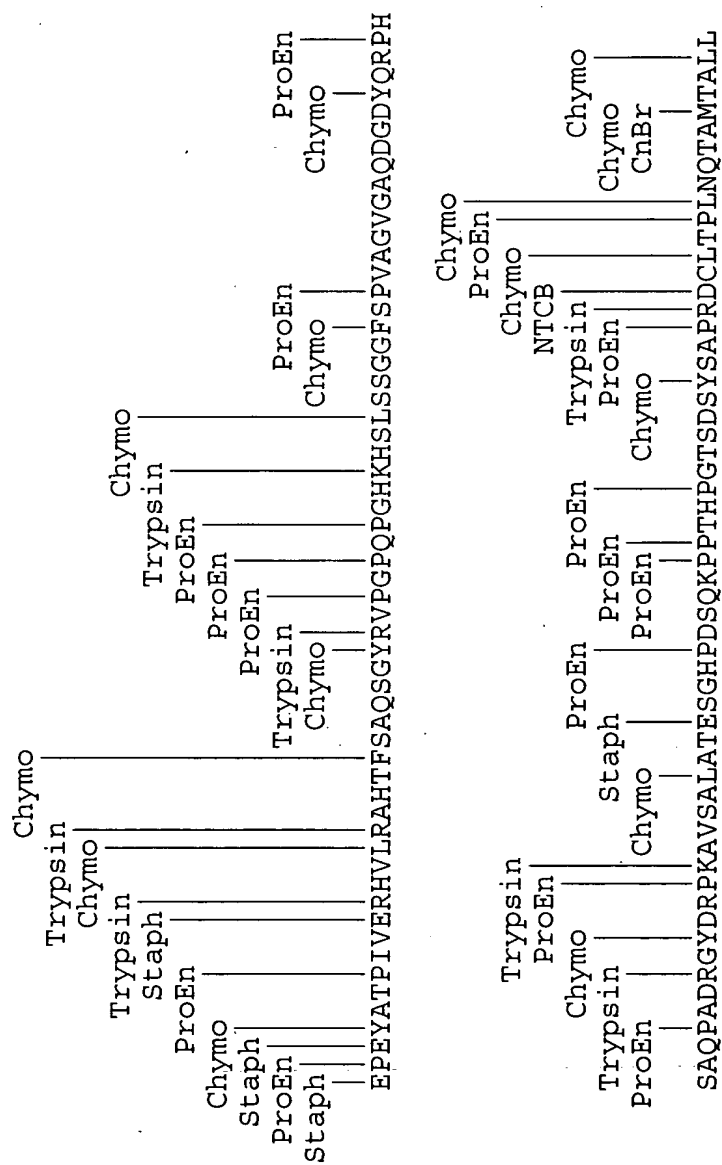 Chymo
Trypsin
Chymo
Trypsin Chymo
Staph Trypsin
ProEn ProEn
Chymo ProEn
Staph ProEn
ProEn Trypsin ProEn ProEn
Staph Chymo Chymo Chymo
EPEYATPIVERHVLRAHTFSAQSGYRVPGPQPGHKHSLSSGGFSPVAGVGAQDGDYQRPH
Chymo
ProEn
Trypsin Chymo
ProEn NTCB
Chymo ProEn ProEn Trypsin Chymo
Trypsin Staph ProEn ProEn Chymo
ProEn Chymo ProEn Chymo CnBr
SAQPADRGYDRPKAVSALATESGHPDSQKPPTHPGTSDSYSAPRDCLTPLNQTAMTALL